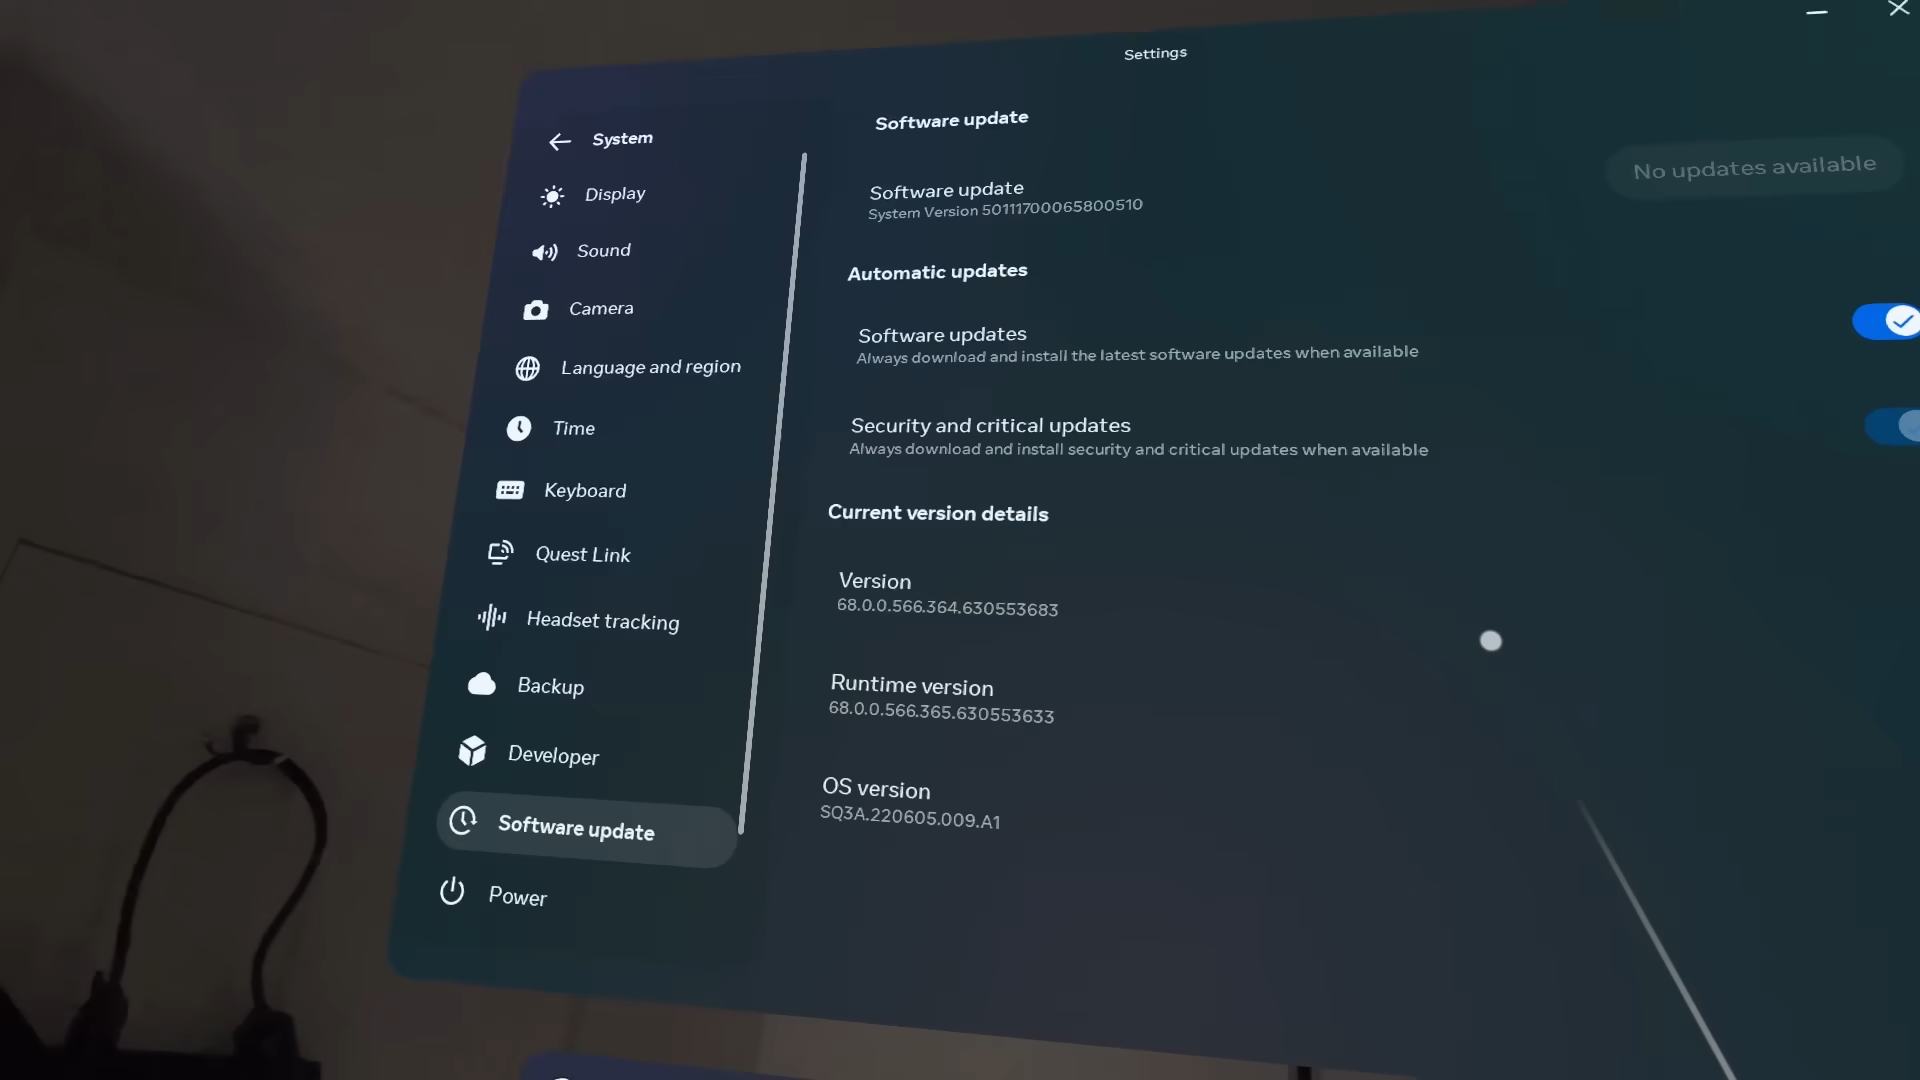 Settings
System
Display
Sound
Camera
Language and region
Time
Keyboard
Quest Link
Headset tracking
Backup
Developer
Software update
Power
Software update
Software update
System Version 50111700065800510
No updates available
Automatic updates
Software updates
Always download and install the latest software updates when available
Security and critical updates
Always download and install security and critical updates when available
Current version details
Version
68.0.0.566.364.630553683
Runtime version
68.0.0.566.365.630553633
OS version
SQ3A.220605.009.A1